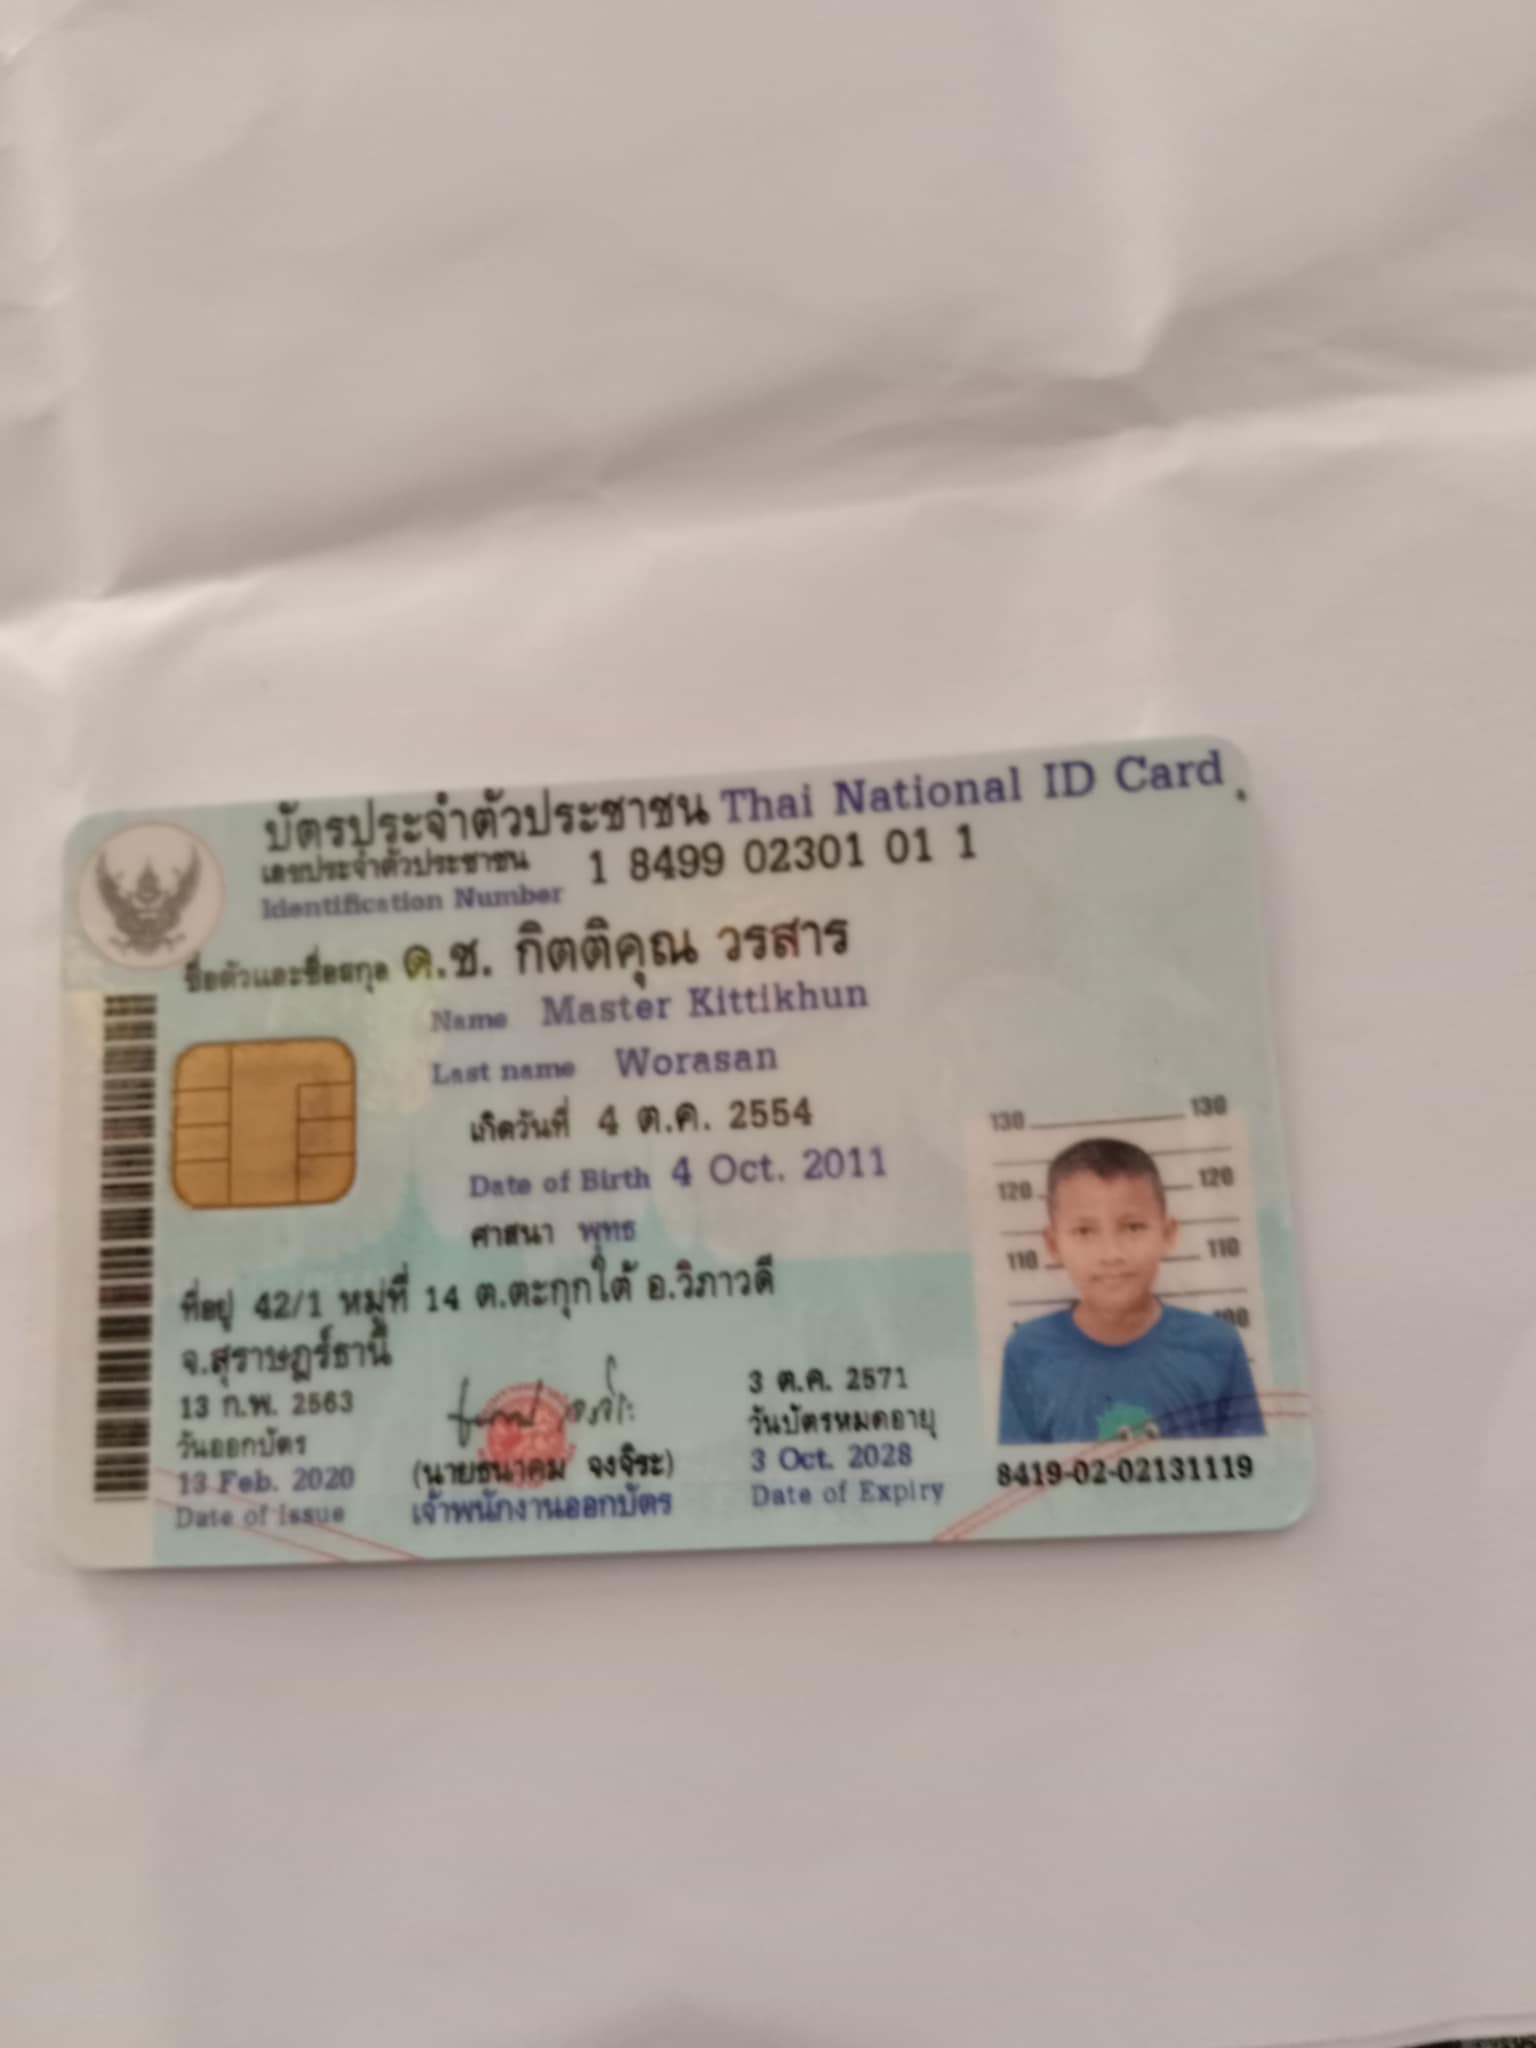 บัตรประจำตัวประชาชน Thai National ID Card
เลขประจำตัวประชาชน 1 8499 02301 01 1
Identification Number
ชื่อตัวและชื่อสกุล ด.ช. กิตติคุณ วรสาร
Name Master Kittikhun
Last name Worasan
เกิดวันที่ 4 ต.ค. 2554
Date of Birth 4 Oct. 2011
ศาสนา พุทธ
ที่อยู่ 42/1 หมู่ที่ 14 ต.ตะกุกใต้ อ.วิภาวดี
จ.สุราษฎร์ธานี
13 ก.พ. 2563
วันออกบัตร
13 Feb. 2020
Date of Issue
(นายธนาคม จงจิระ)
เจ้าพนักงานออกบัตร
3 ต.ค. 2571
วันบัตรหมดอายุ
3 Oct. 2028
Date of Expiry
130 130
120 120
110 110
100
8419-02-02131119